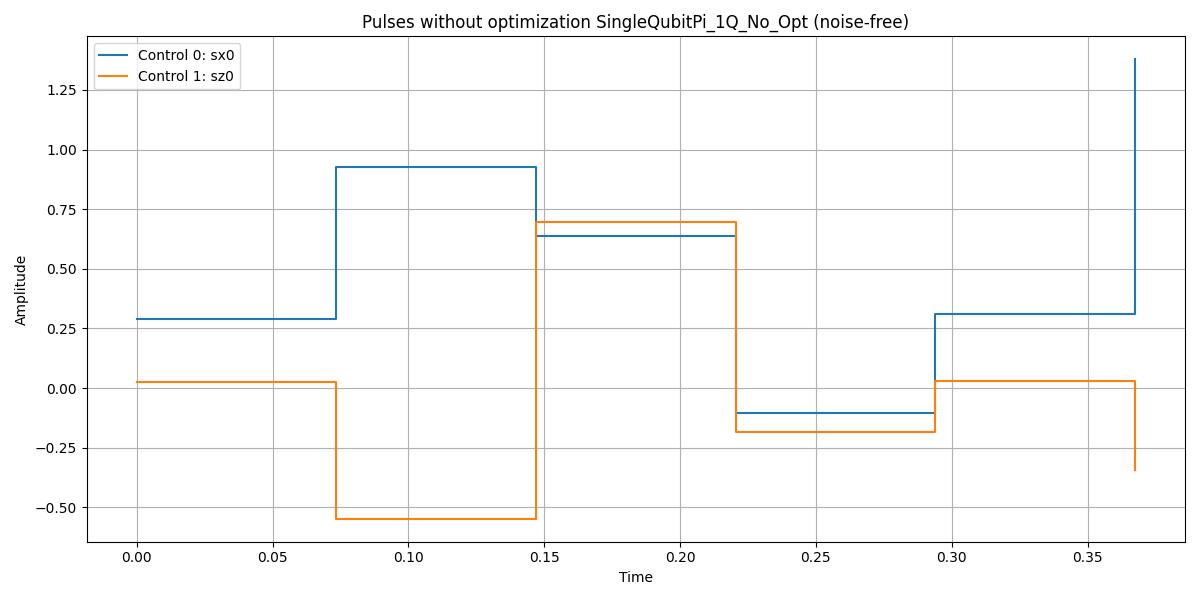 Pulses without optimization SingleQubitPi_1Q_No_Opt (noise-free)
Control 0: sx0
Control 1: sz0
Amplitude
1.25
1.00
0.75
0.50
0.25
0.00
−0.25
−0.50
0.00 0.05 0.10 0.15 0.20 0.25 0.30 0.35
Time